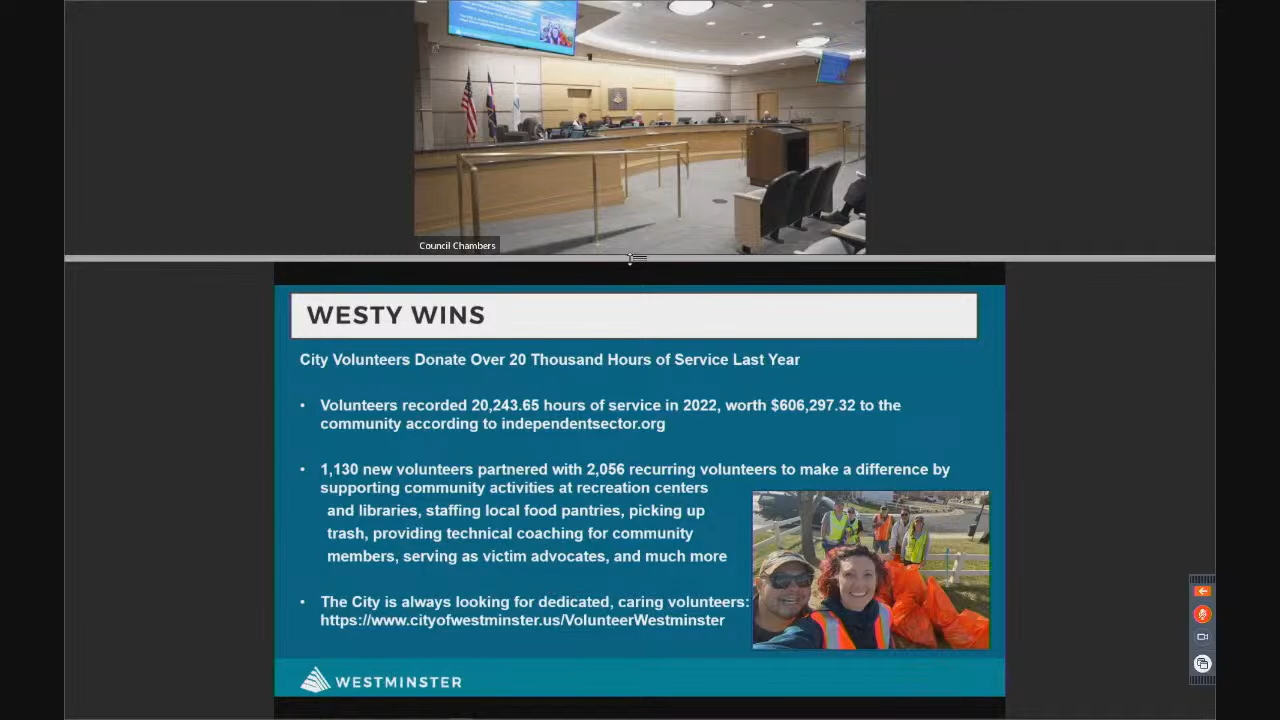 Council Chambers
WESTY WINS
City Volunteers Donate Over 20 Thousand Hours of Service Last Year
• Volunteers recorded 20,243.65 hours of service in 2022, worth $606,297.32 to the
community according to independentsector.org
• 1,130 new volunteers partnered with 2,056 recurring volunteers to make a difference by
supporting community activities at recreation centers
and libraries, staffing local food pantries, picking up
trash, providing technical coaching for community
members, serving as victim advocates, and much more
• The City is always looking for dedicated, caring volunteers:
https://www.cityofwestminster.us/VolunteerWestminster
WESTMINSTER